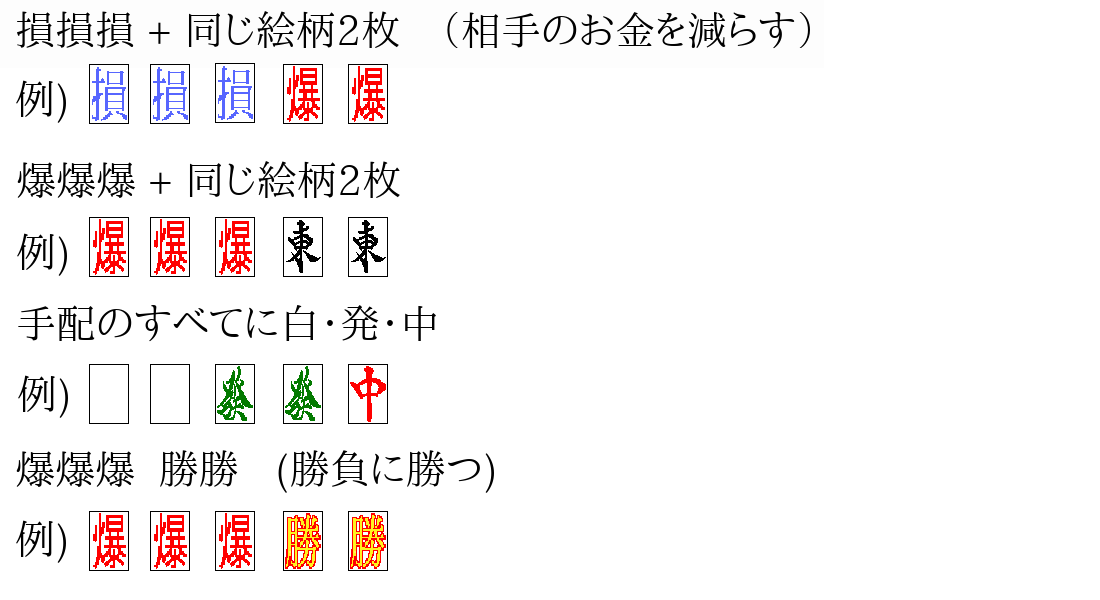 損損損 + 同じ絵柄2枚 （相手のお金を減らす）
例) 損 損 損 爆 爆
爆爆爆 + 同じ絵柄2枚
例) 爆 爆 爆 東 東
手配のすべてに白・発・中
例) 發 發 中
爆爆爆 勝勝 (勝負に勝つ)
例) 爆 爆 爆 勝 勝